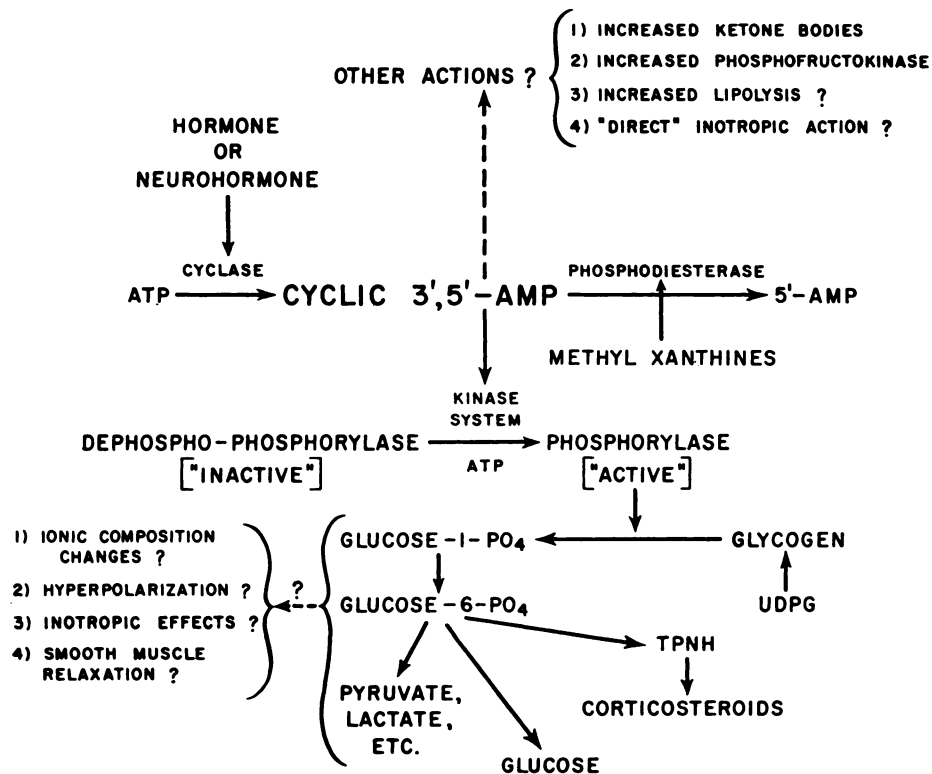 1) INCREASED KETONE BODIES
2) INCREASED PHOSPHOFRUCTOKINASE
OTHER ACTIONS ?
3) INCREASED LIPOLYSIS ?
4) "DIRECT" INOTROPIC ACTION ?
HORMONE
OR
NEUROHORMONE
CYCLASE
PHOSPHODIESTERASE
ATP
CYCLIC 3',5'-AMP
5'-AMP
METHYL XANTHINES
KINASE
SYSTEM
DEPHOSPHO-PHOSPHORYLASE
PHOSPHORYLASE
ATP
["INACTIVE"]
["ACTIVE"]
1) IONIC COMPOSITION
CHANGES ?
2) HYPERPOLARIZATION ?
3) INOTROPIC EFFECTS ?
4) SMOOTH MUSCLE
RELAXATION ?
?
GLUCOSE-1-PO4
GLYCOGEN
GLUCOSE-6-PO4
UDPG
TPNH
PYRUVATE,
LACTATE,
ETC.
CORTICOSTEROIDS
GLUCOSE